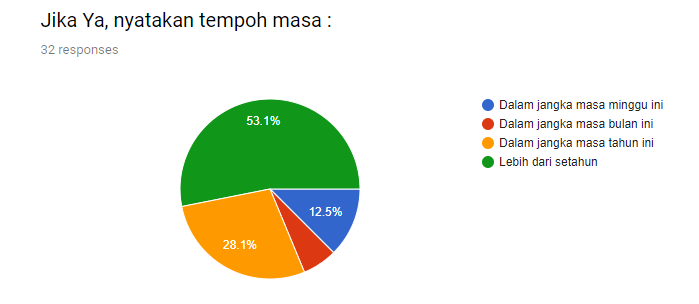 Jika Ya, nyatakan tempoh masa :
32 responses
53.1%
12.5%
28.1%
Dalam jangka masa minggu ini
Dalam jangka masa bulan ini
Dalam jangka masa tahun ini
Lebih dari setahun